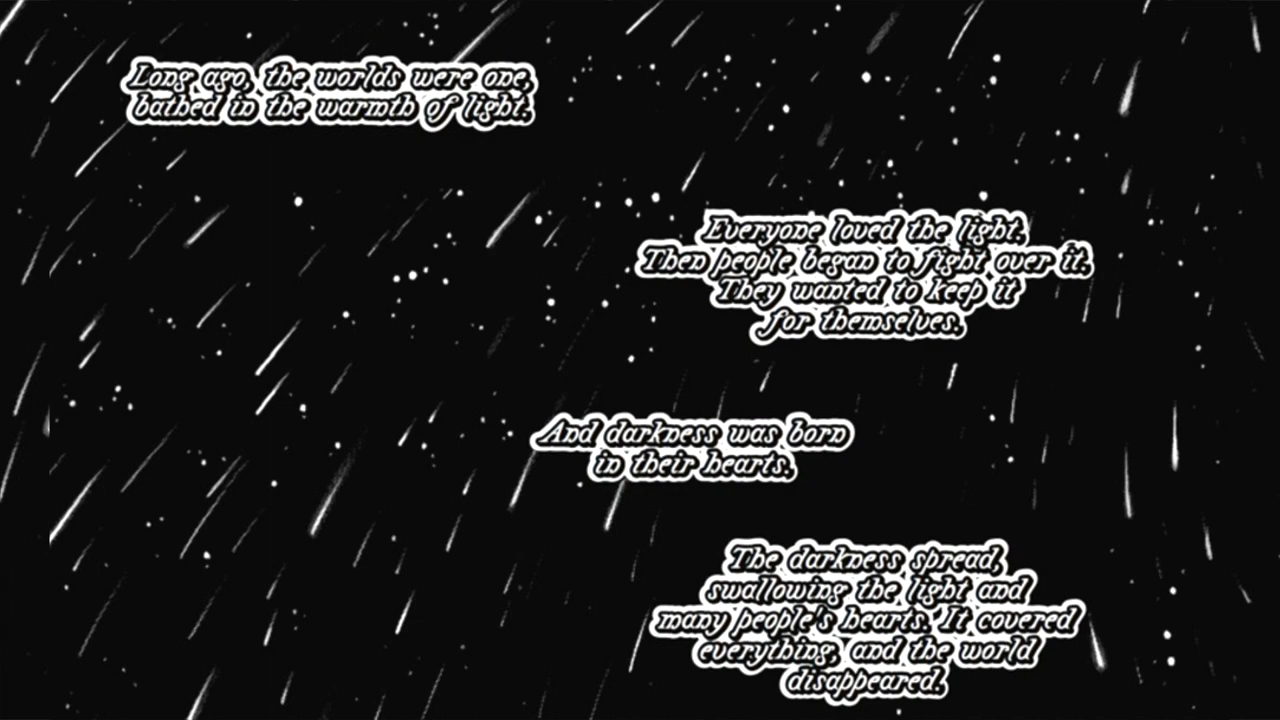 Long ago, the worlds were one,
bathed in the warmth of light.
Everyone loved the light.
Then people began to fight over it.
They wanted to keep it
for themselves.
And darkness was born
in their hearts.
The darkness spread,
swallowing the light and
many people's hearts. It covered
everything, and the world
disappeared.